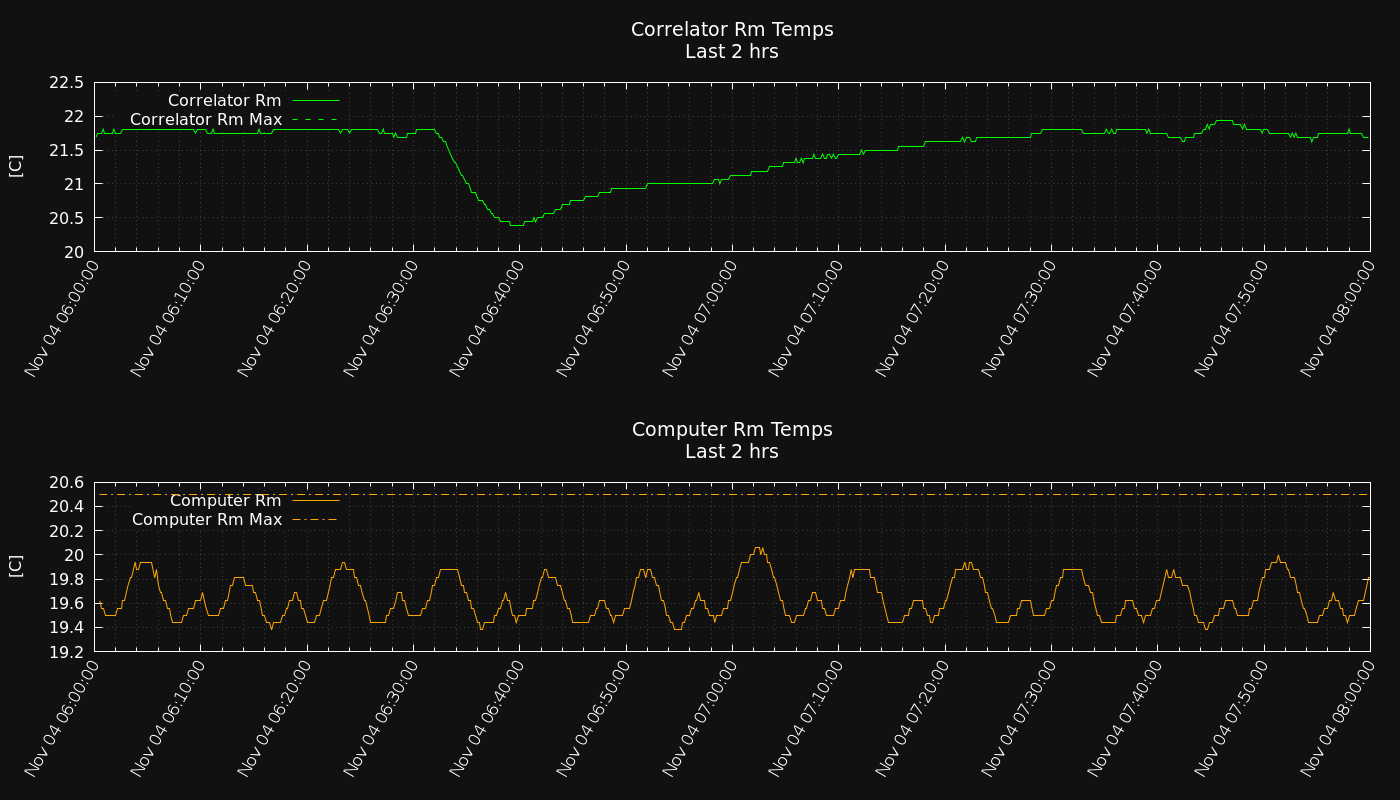 Correlator Rm Temps
Last 2 hrs
22.5
22
21.5
21
20.5
20
[C]
Correlator Rm
Correlator Rm Max
Nov 04 06:00:00
Nov 04 06:10:00
Nov 04 06:20:00
Nov 04 06:30:00
Nov 04 06:40:00
Nov 04 06:50:00
Nov 04 07:00:00
Nov 04 07:10:00
Nov 04 07:20:00
Nov 04 07:30:00
Nov 04 07:40:00
Nov 04 07:50:00
Nov 04 08:00:00
Computer Rm Temps
Last 2 hrs
20.6
20.4
20.2
20
19.8
19.6
19.4
19.2
[C]
Computer Rm
Computer Rm Max
Nov 04 06:00:00
Nov 04 06:10:00
Nov 04 06:20:00
Nov 04 06:30:00
Nov 04 06:40:00
Nov 04 06:50:00
Nov 04 07:00:00
Nov 04 07:10:00
Nov 04 07:20:00
Nov 04 07:30:00
Nov 04 07:40:00
Nov 04 07:50:00
Nov 04 08:00:00